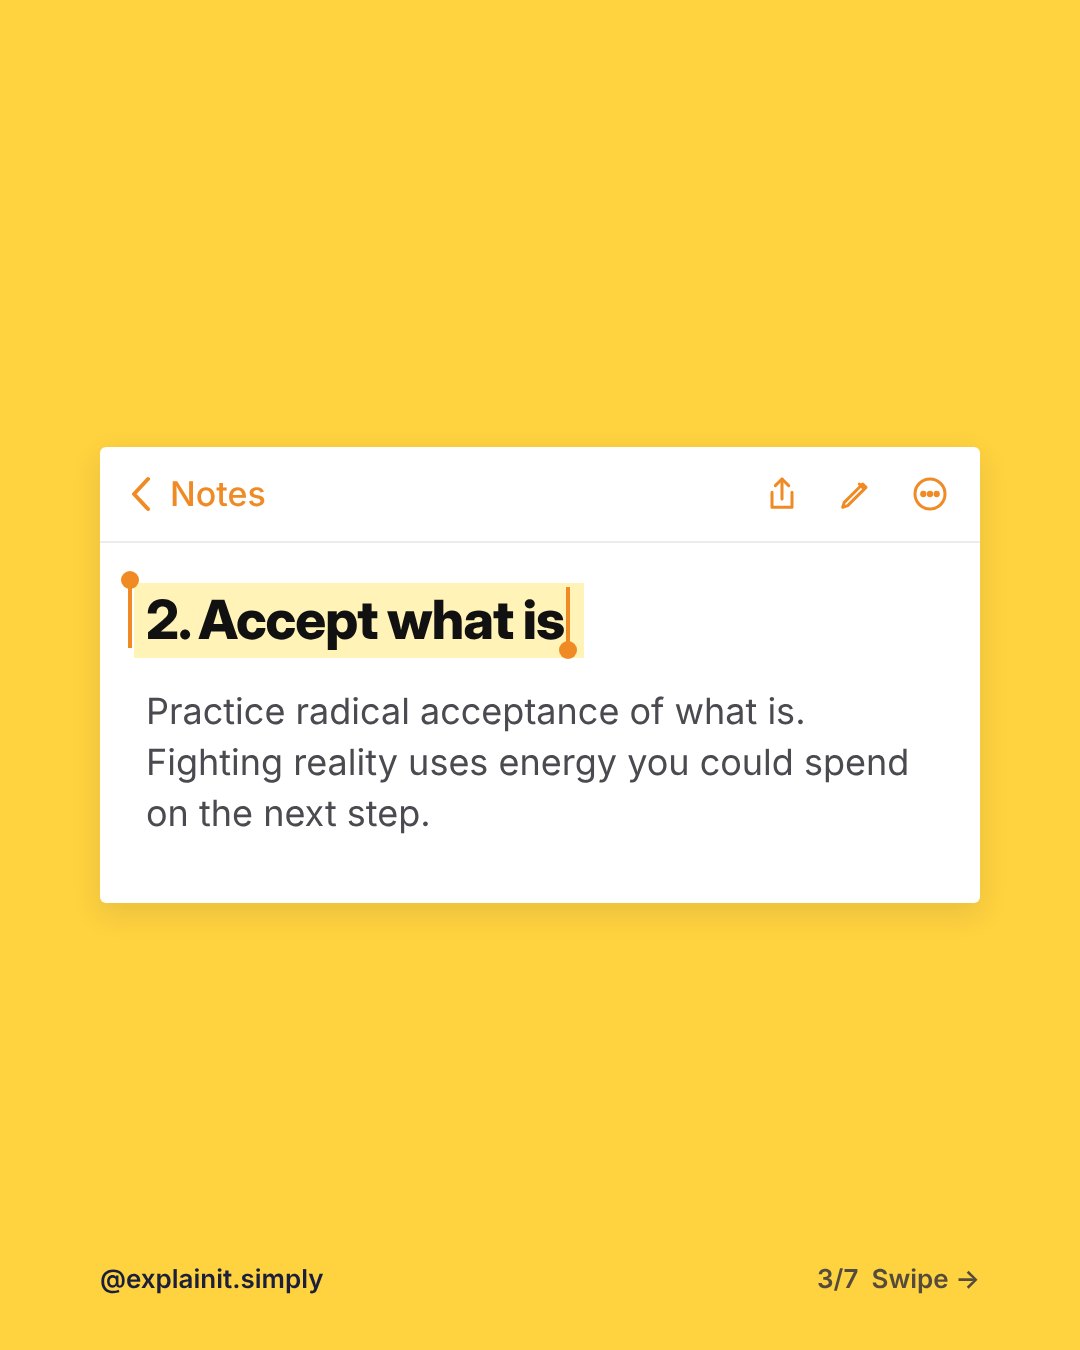 Notes
2. Accept what is
Practice radical acceptance of what is.
Fighting reality uses energy you could spend
on the next step.
@explainit.simply
3/7 Swipe →